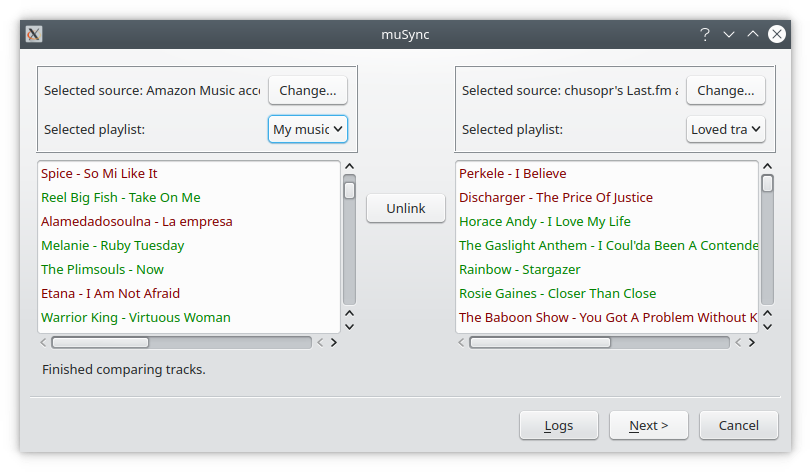 muSync
Selected source: Amazon Music acc
Change...
Selected playlist:
My music
Spice - So Mi Like It
Reel Big Fish - Take On Me
Alamedadosoulna - La empresa
Melanie - Ruby Tuesday
The Plimsouls - Now
Etana - I Am Not Afraid
Warrior King - Virtuous Woman
Unlink
Selected source: chusopr's Last.fm a
Change...
Selected playlist:
Loved tra
Perkele - I Believe
Discharger - The Price Of Justice
Horace Andy - I Love My Life
The Gaslight Anthem - I Coul'da Been A Contende
Rainbow - Stargazer
Rosie Gaines - Closer Than Close
The Baboon Show - You Got A Problem Without K
Finished comparing tracks.
Logs
Next >
Cancel